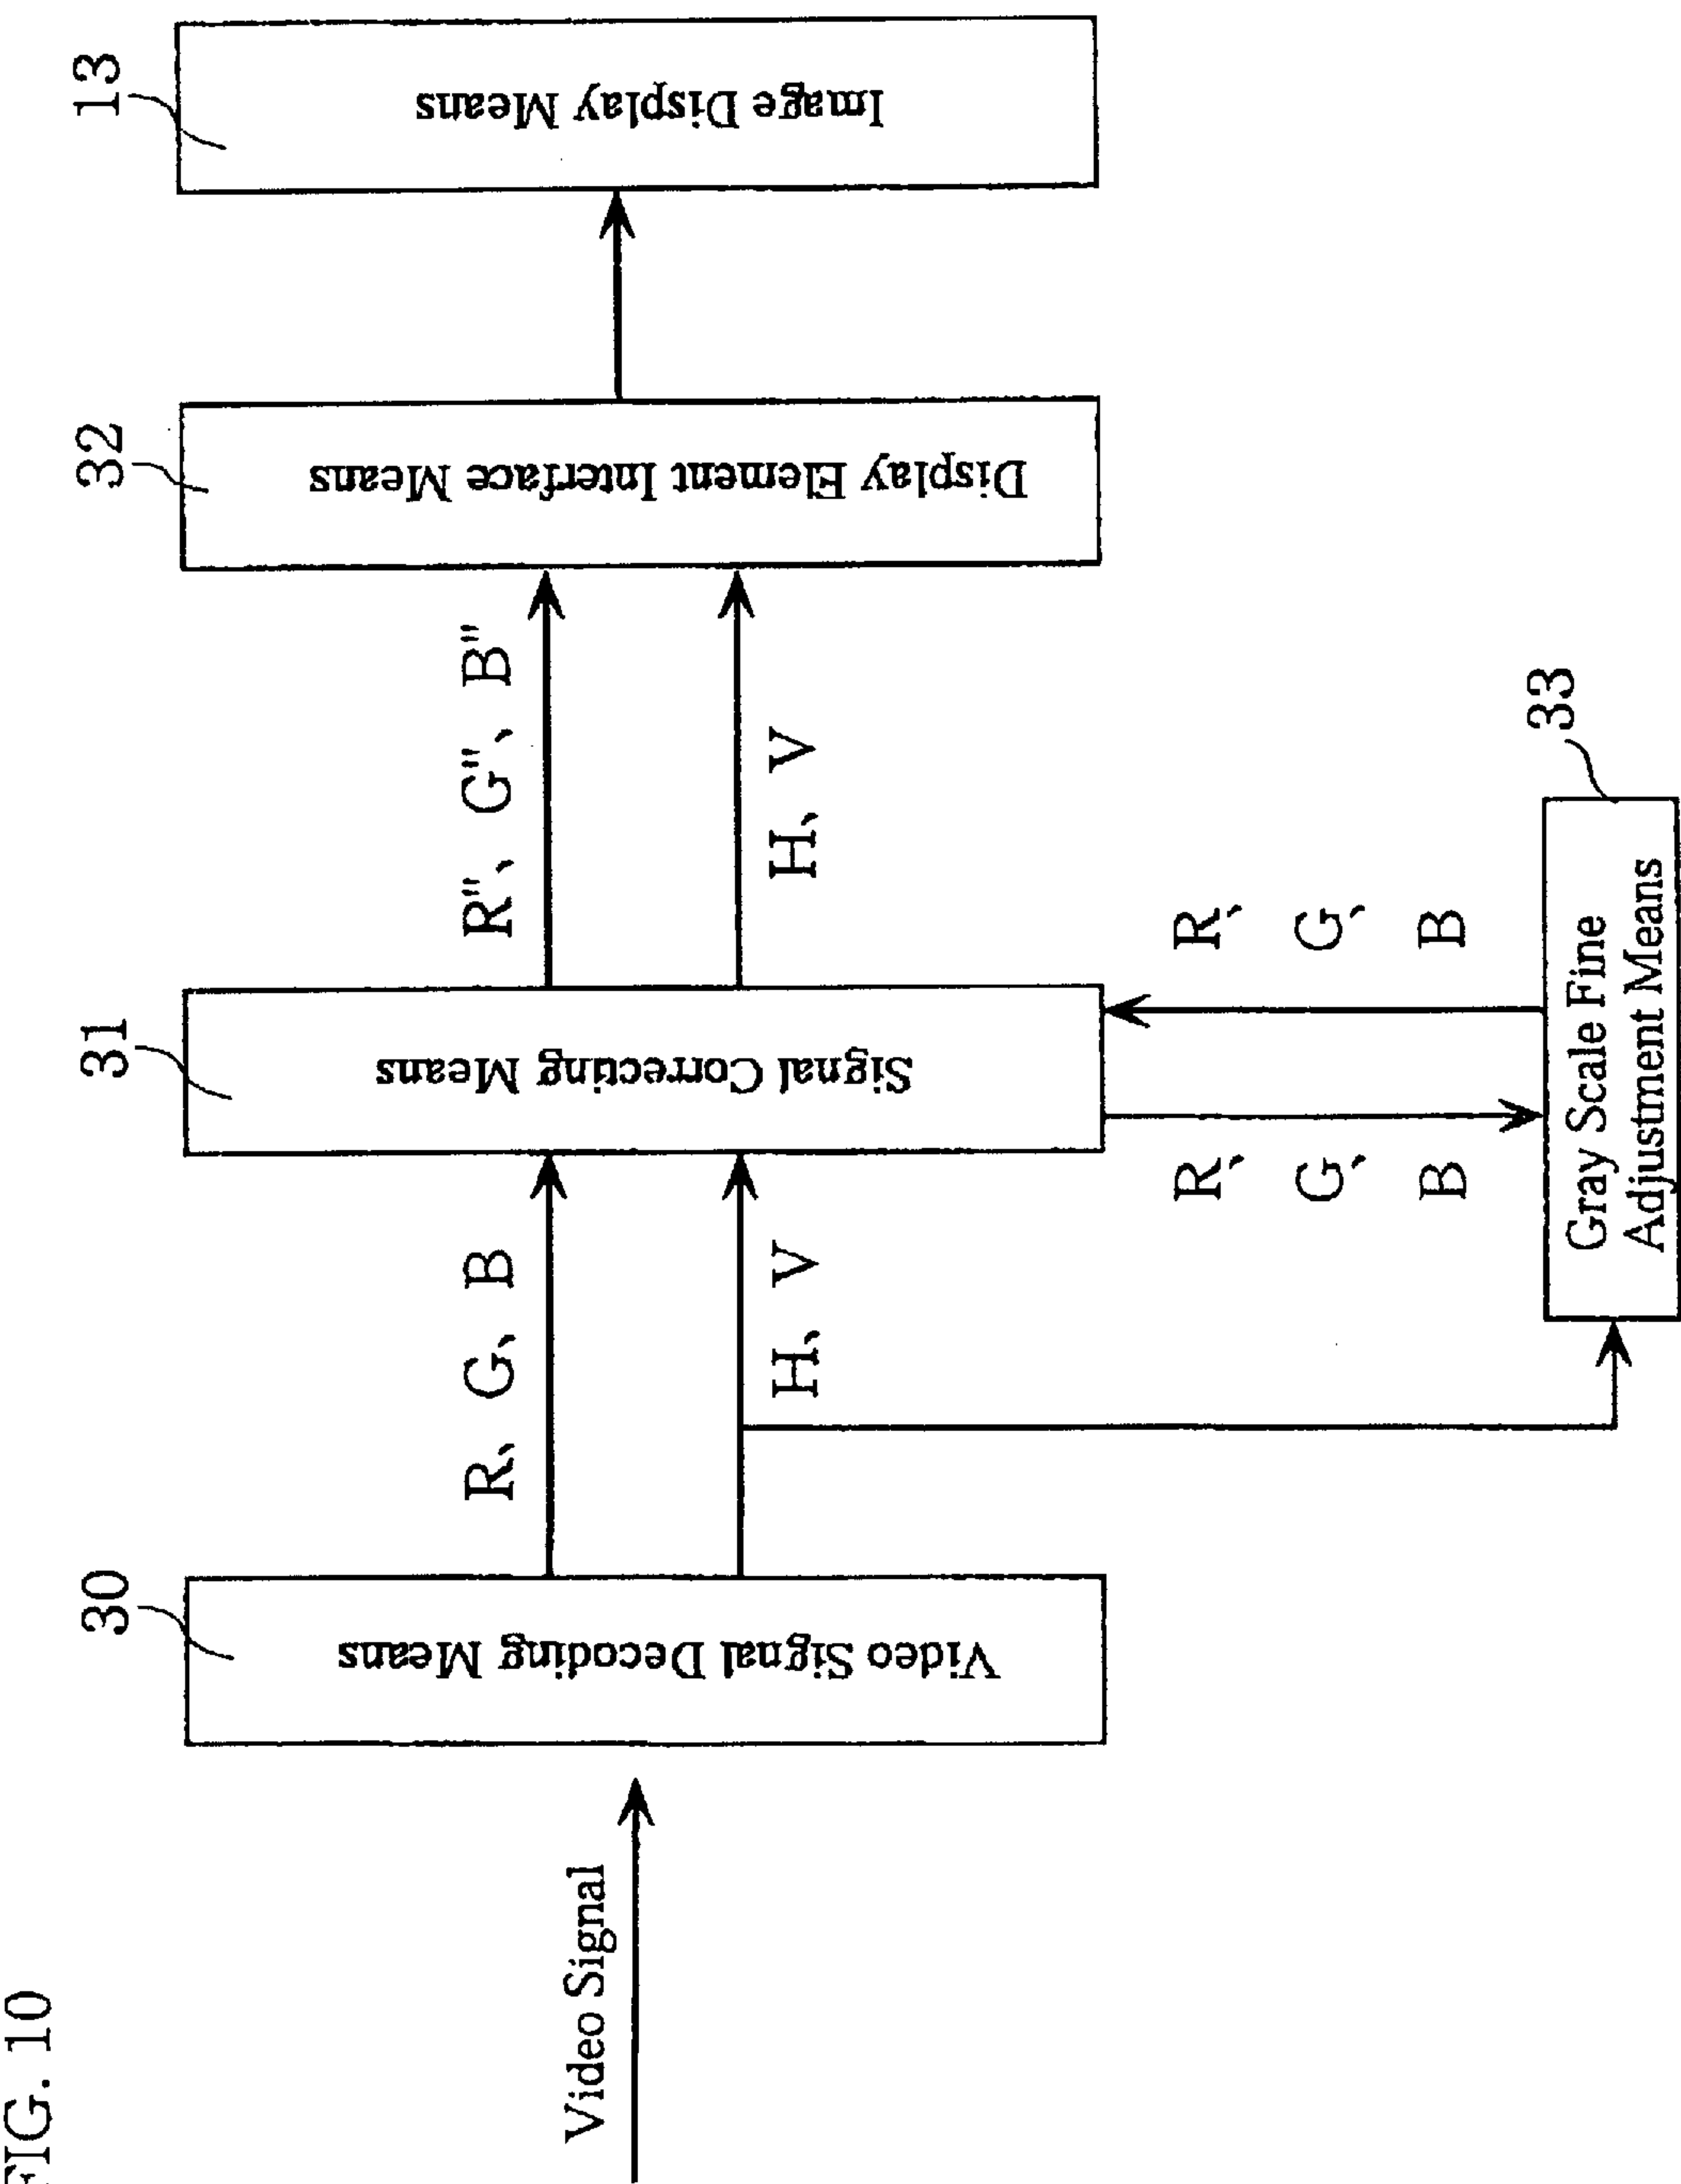 FIG. 10
30
31
32
13
Video Signal
Video Signal Decoding Means
R、G、B
H、V
Signal Correcting Means
R"、G"、B"
H、V
Display Element Interface Means
Image Display Means
R、
G、
B
R、
G、
B
33
Gray Scale Fine
Adjustment Means